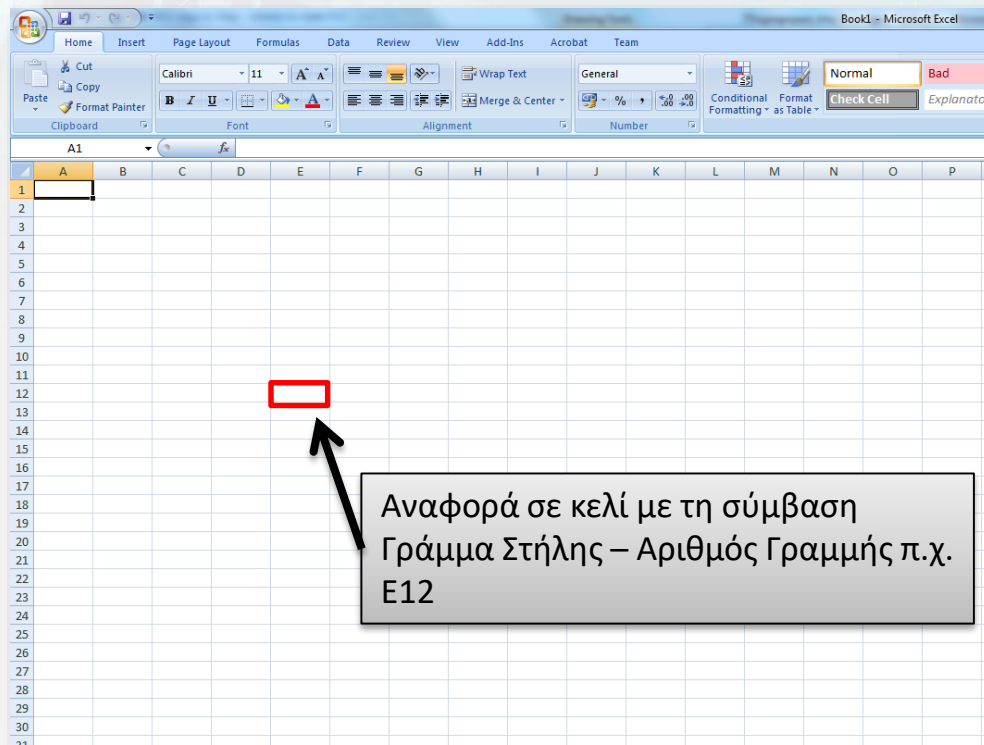 Book1 - Microsoft Excel
Home Insert Page Layout Formulas Data Review View Add-Ins Acrobat Team
Cut
Copy
Format Painter
Paste
Calibri 11
B I U
Wrap Text
Merge & Center
General
% ,
Conditional Formatting
Format as Table
Normal Bad
Check Cell Explanato
Clipboard Font Alignment Number
A1 fx
A B C D E F G H I J K L M N O P
1
2
3
4
5
6
7
8
9
10
11
12
13
14
15
16
17
18
19
20
21
22
23
24
25
26
27
28
29
30
31
Αναφορά σε κελί με τη σύμβαση
Γράμμα Στήλης – Αριθμός Γραμμής π.χ.
E12